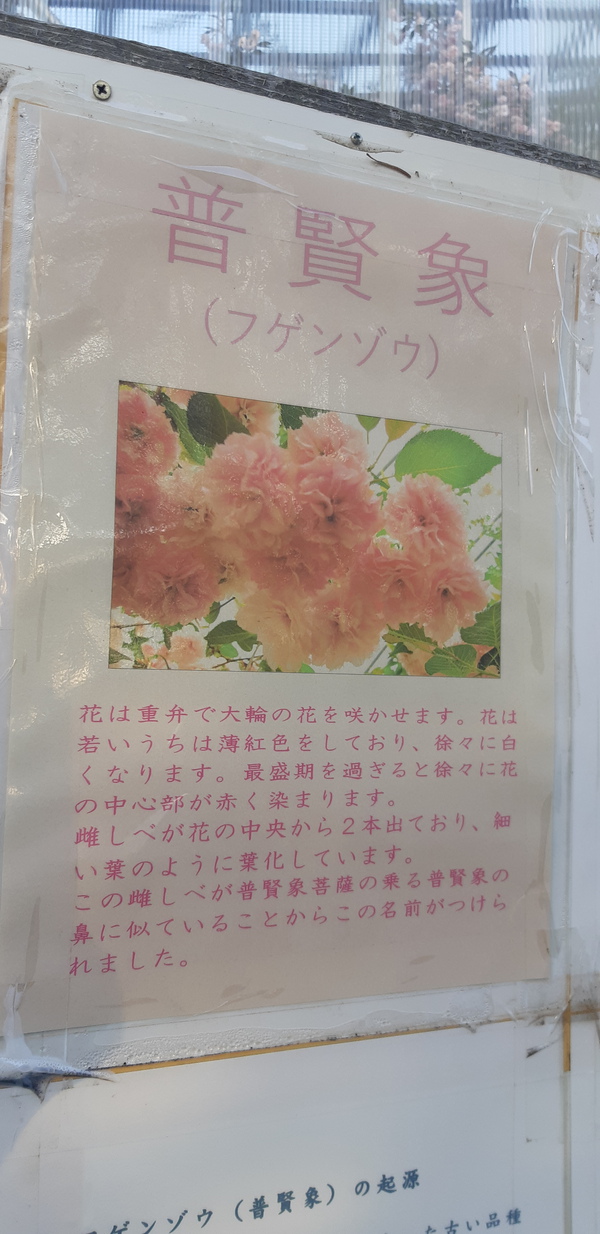 普賢象
(フゲンゾウ)
花は重弁で大輪の花を咲かせます。花は
若いうちは薄紅色をしており、徐々に白
くなります。最盛期を過ぎると徐々に花
の中心部が赤く染まります。
雌しべが花の中央から2本出ており、細
い葉のように葉化しています。
この雌しべが普賢象菩薩の乗る普賢象の
鼻に似ていることからこの名前がつけら
れました。
フゲンゾウ(普賢象)の起源
古い品種